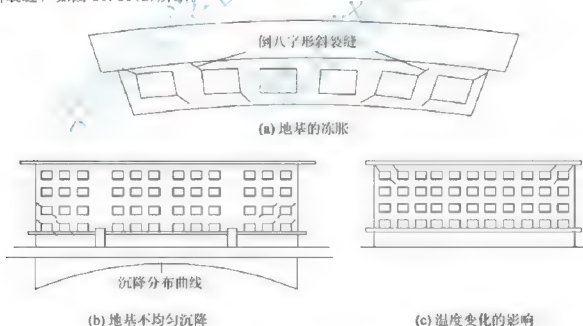 倒八字形斜裂缝
(a) 地基的冻胀
沉降分布曲线
(b) 地基不均匀沉降
(c) 温度变化的影响